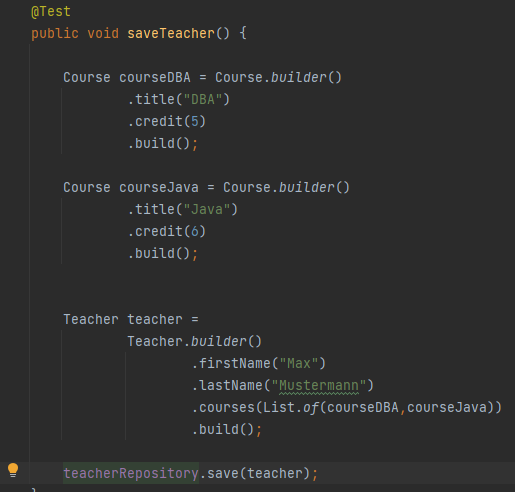 @Test
public void saveTeacher() {
Course courseDBA = Course.builder()
.title("DBA")
.credit(5)
.build();
Course courseJava = Course.builder()
.title("Java")
.credit(6)
.build();
Teacher teacher =
Teacher.builder()
.firstName("Max")
.lastName("Mustermann")
.courses(List.of(courseDBA,courseJava))
.build();
teacherRepository.save(teacher);
}